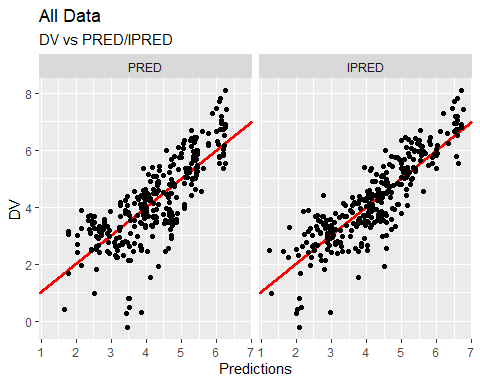 All Data
DV vs PRED/IPRED
PRED IPRED
8
6
4
2
0
DV
1 2 3 4 5 6 7 1 2 3 4 5 6 7
Predictions